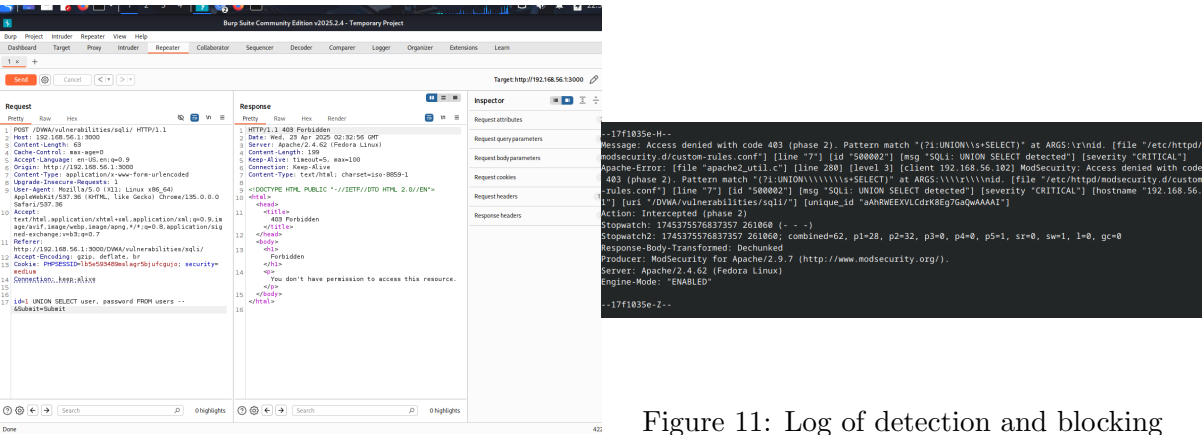 Burp Suite Community Edition v2025.2.4 - Temporary Project
Burp Project Intruder Repeater View Help
Dashboard Target Proxy Intruder Repeater Collaborator Sequencer Decoder Comparer Logger Organizer Extensions Learn
1 × +
Send Cancel Target: http://192.168.56.1:3000
Request
Pretty Raw Hex
1 POST /DVWA/vulnerabilities/sqli/ HTTP/1.1
2 Host: 192.168.56.1:3000
3 Content-Length: 63
4 Cache-Control: max-age=0
5 Accept-Language: en-US,en;q=0.9
6 Origin: http://192.168.56.1:3000
7 Content-Type: application/x-www-form-urlencoded
8 Upgrade-Insecure-Requests: 1
9 User-Agent: Mozilla/5.0 (X11; Linux x86_64)
AppleWebKit/537.36 (KHTML, like Gecko) Chrome/135.0.0.0
Safari/537.36
10 Accept:
text/html,application/xhtml+xml,application/xml;q=0.9,im
age/avif,image/webp,image/apng,*/*;q=0.8,application/sig
ned-exchange;v=b3;q=0.7
11 Referer:
http://192.168.56.1:3000/DVWA/vulnerabilities/sqli/
12 Accept-Encoding: gzip, deflate, br
13 Cookie: PHPSESSID=lb5e593489mslagr5bjufcgujo; security=
medium
14 Connection: keep-alive
15
16
17 id=1 UNION SELECT user, password FROM users --
&Submit=Submit
Search 0 highlights
Done
Response
Pretty Raw Hex Render
1 HTTP/1.1 403 Forbidden
2 Date: Wed, 23 Apr 2025 02:32:56 GMT
3 Server: Apache/2.4.62 (Fedora Linux)
4 Content-Length: 199
5 Keep-Alive: timeout=5, max=100
6 Connection: Keep-Alive
7 Content-Type: text/html; charset=iso-8859-1
8
9 <!DOCTYPE HTML PUBLIC "-//IETF//DTD HTML 2.0//EN">
10 <html>
<head>
11 <title>
403 Forbidden
</title>
12 </head>
<body>
13 <h1>
Forbidden
</h1>
14 <p>
You don't have permission to access this resource.
</p>
15 </body>
</html>
16
Search 0 highlights
Inspector
Request attributes
Request query parameters
Request body parameters
Request cookies
Request headers
Response headers
422
--17f1035e-H--
Message: Access denied with code 403 (phase 2). Pattern match "(?i:UNION\\s+SELECT)" at ARGS:\r\nid. [file "/etc/httpd/
modsecurity.d/custom-rules.conf"] [line "7"] [id "500002"] [msg "SQLi: UNION SELECT detected"] [severity "CRITICAL"]
Apache-Error: [file "apache2_util.c"] [line 280] [level 3] [client 192.168.56.102] ModSecurity: Access denied with code
403 (phase 2). Pattern match "(?i:UNION\\\\\\\\s+SELECT)" at ARGS:\\\\r\\\\nid. [file "/etc/httpd/modsecurity.d/custom
-rules.conf"] [line "7"] [id "500002"] [msg "SQLi: UNION SELECT detected"] [severity "CRITICAL"] [hostname "192.168.56.
1"] [uri "/DVWA/vulnerabilities/sqli/"] [unique_id "aAhRWEEXVLCdrK8Eg7GaQwAAAAI"]
Action: Intercepted (phase 2)
Stopwatch: 1745375576837357 261060 (- - -)
Stopwatch2: 1745375576837357 261060; combined=62, p1=28, p2=32, p3=0, p4=0, p5=1, sr=0, sw=1, l=0, gc=0
Response-Body-Transformed: Dechunked
Producer: ModSecurity for Apache/2.9.7 (http://www.modsecurity.org/).
Server: Apache/2.4.62 (Fedora Linux)
Engine-Mode: "ENABLED"
--17f1035e-Z--
Figure 11: Log of detection and blocking